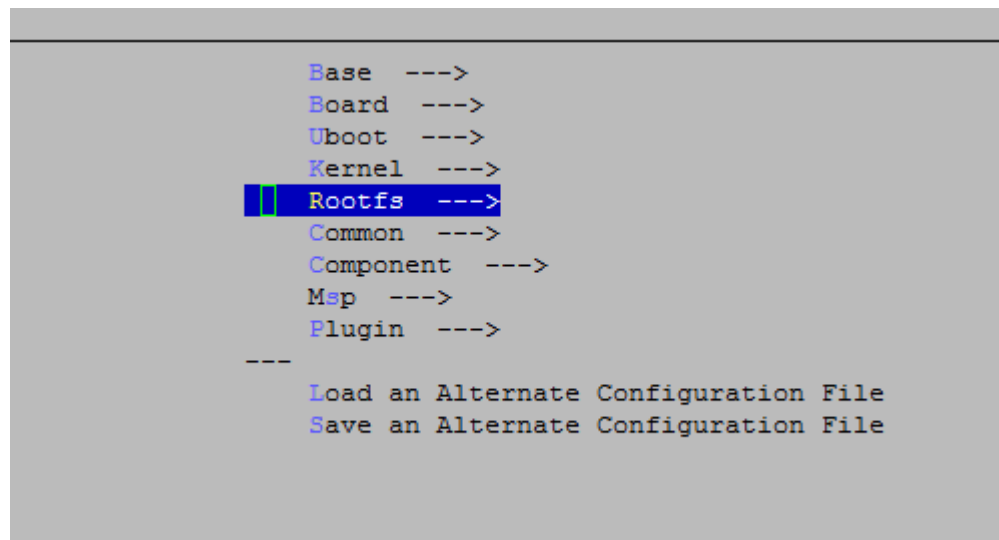 Base  --->
Board  --->
Uboot  --->
Kernel  --->
Rootfs  --->
Common  --->
Component  --->
Msp  --->
Plugin  --->
---
Load an Alternate Configuration File
Save an Alternate Configuration File